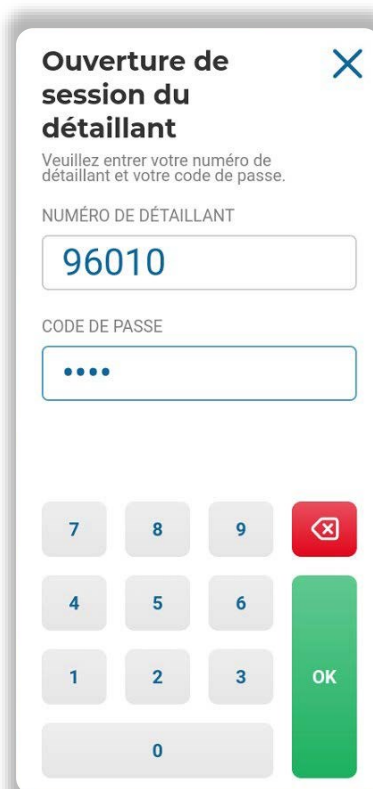 Ouverture de
session du
détaillant
Veuillez entrer votre numéro de
détaillant et votre code de passe.
NUMÉRO DE DÉTAILLANT
96010
CODE DE PASSE
••••
7 8 9
4 5 6
1 2 3 OK
0